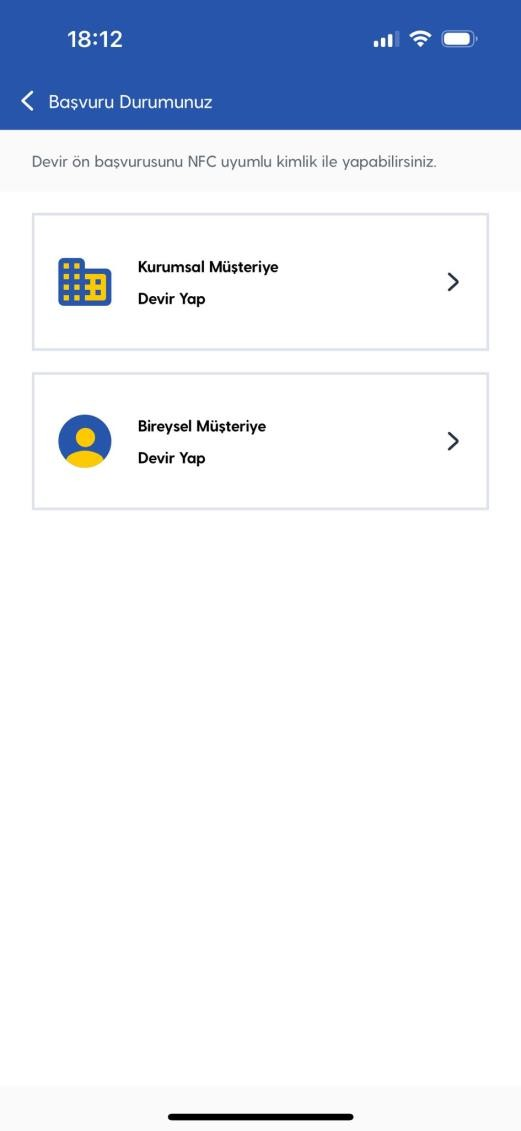 18:12
Başvuru Durumunuz
Devir ön başvurusunu NFC uyumlu kimlik ile yapabilirsiniz.
Kurumsal Müşteriye
Devir Yap
Bireysel Müşteriye
Devir Yap